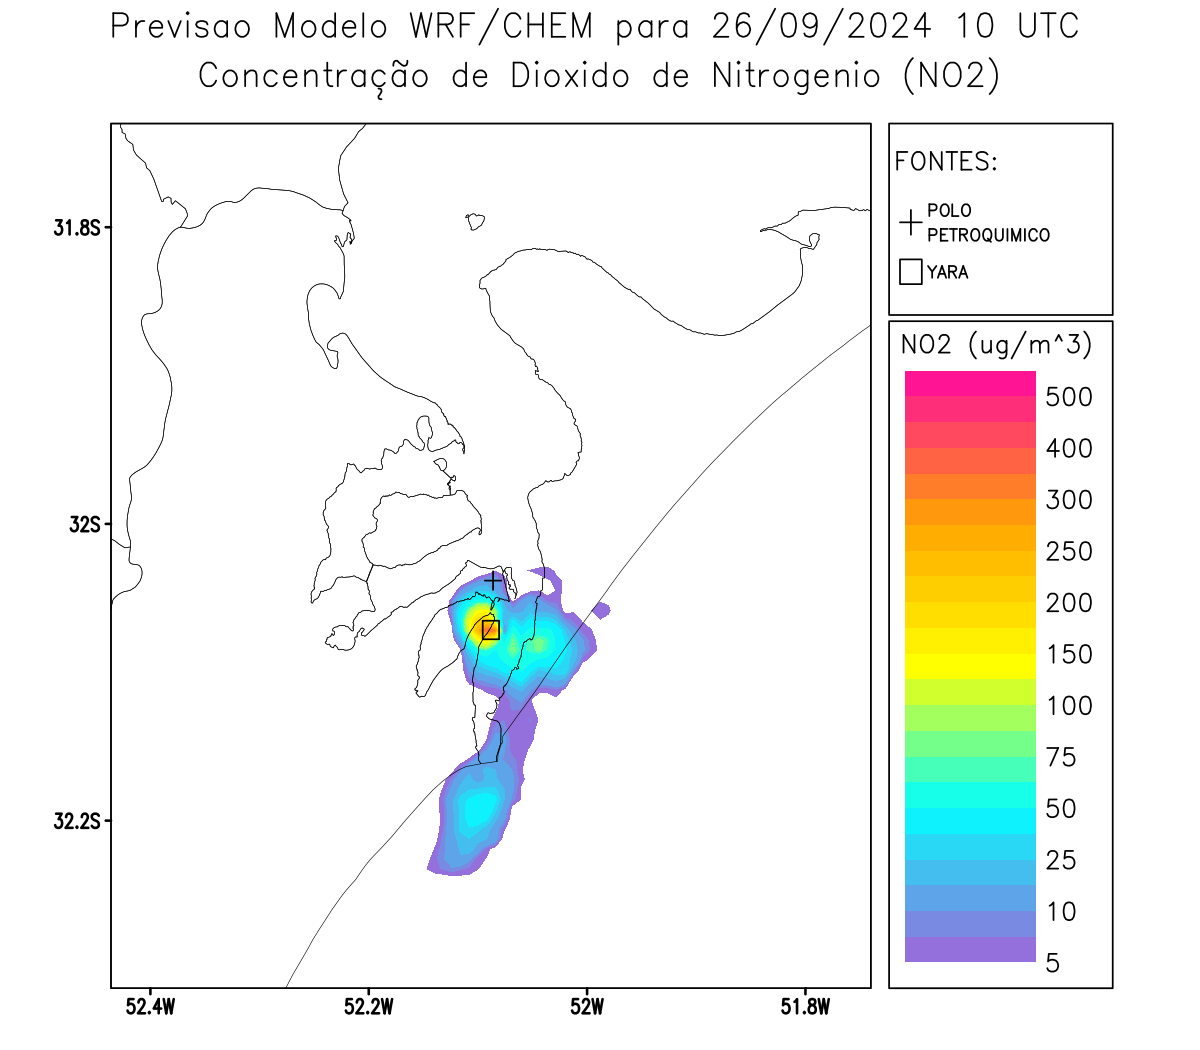 Previsao Modelo WRF/CHEM para 26/09/2024 10 UTC
Concentração de Dioxido de Nitrogenio (NO2)
FONTES:
POLO
PETROQUIMICO
YARA
NO2 (ug/m^3)
500
400
300
250
200
150
100
75
50
25
10
5
31.8S
32S
32.2S
52.4W
52.2W
52W
51.8W